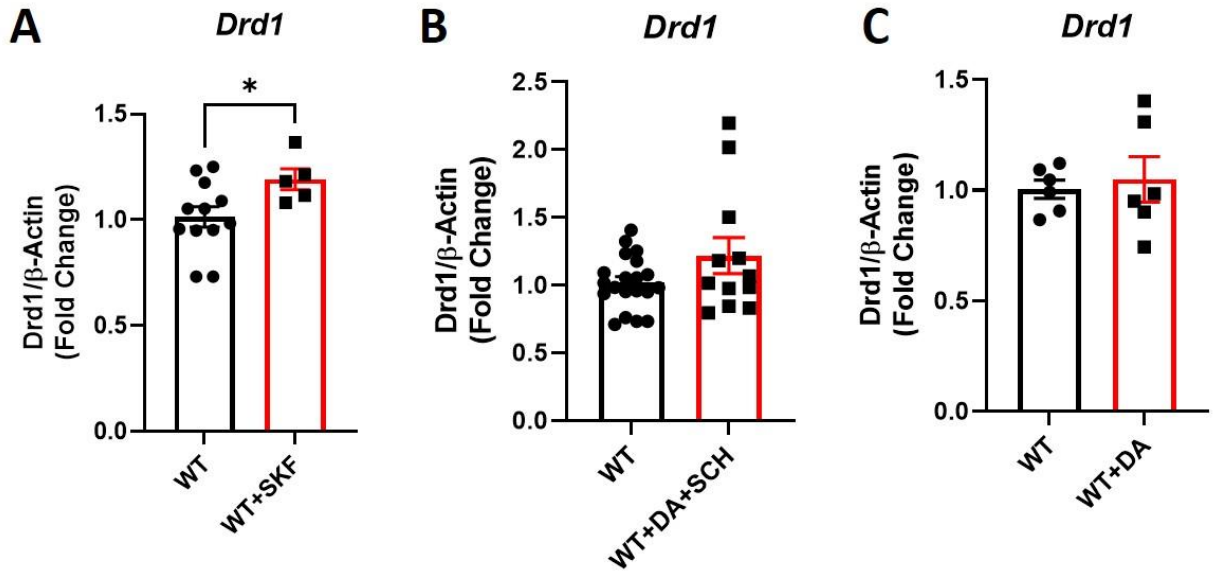 A
Drd1
*
Drd1/β-Actin
(Fold Change)
1.5
1.0
0.5
0.0
WT
WT+SKF
B
Drd1
Drd1/β-Actin
(Fold Change)
2.5
2.0
1.5
1.0
0.5
0.0
WT
WT+DA+SCH
C
Drd1
Drd1/β-Actin
(Fold Change)
1.5
1.0
0.5
0.0
WT
WT+DA